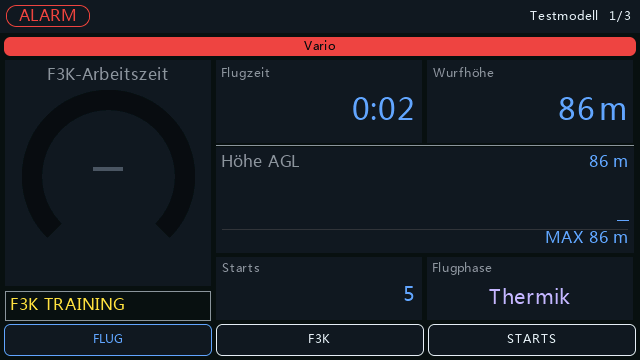 ALARM
Testmodell 1/3
Vario
F3K-Arbeitszeit
—
Flugzeit
0:02
Wurfhöhe
86 m
Höhe AGL
86 m
MAX 86 m
Starts
5
Flugphase
Thermik
F3K TRAINING
FLUG
F3K
STARTS